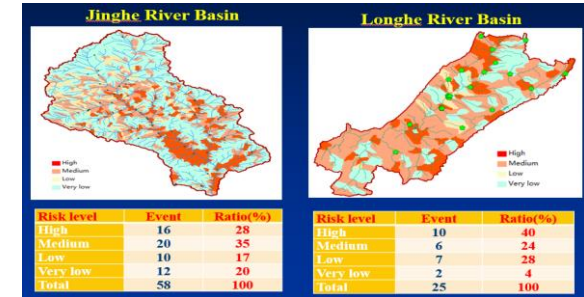 Jinghe River Basin
High
Medium
Low
Very low
Risk level Event Ratio(%)
High 16 28
Medium 20 35
Low 10 17
Very low 12 20
Total 58 100
Longhe River Basin
High
Medium
Low
Very low
Risk level Event Ratio(%)
High 10 40
Medium 6 24
Low 7 28
Very low 2 4
Total 25 100